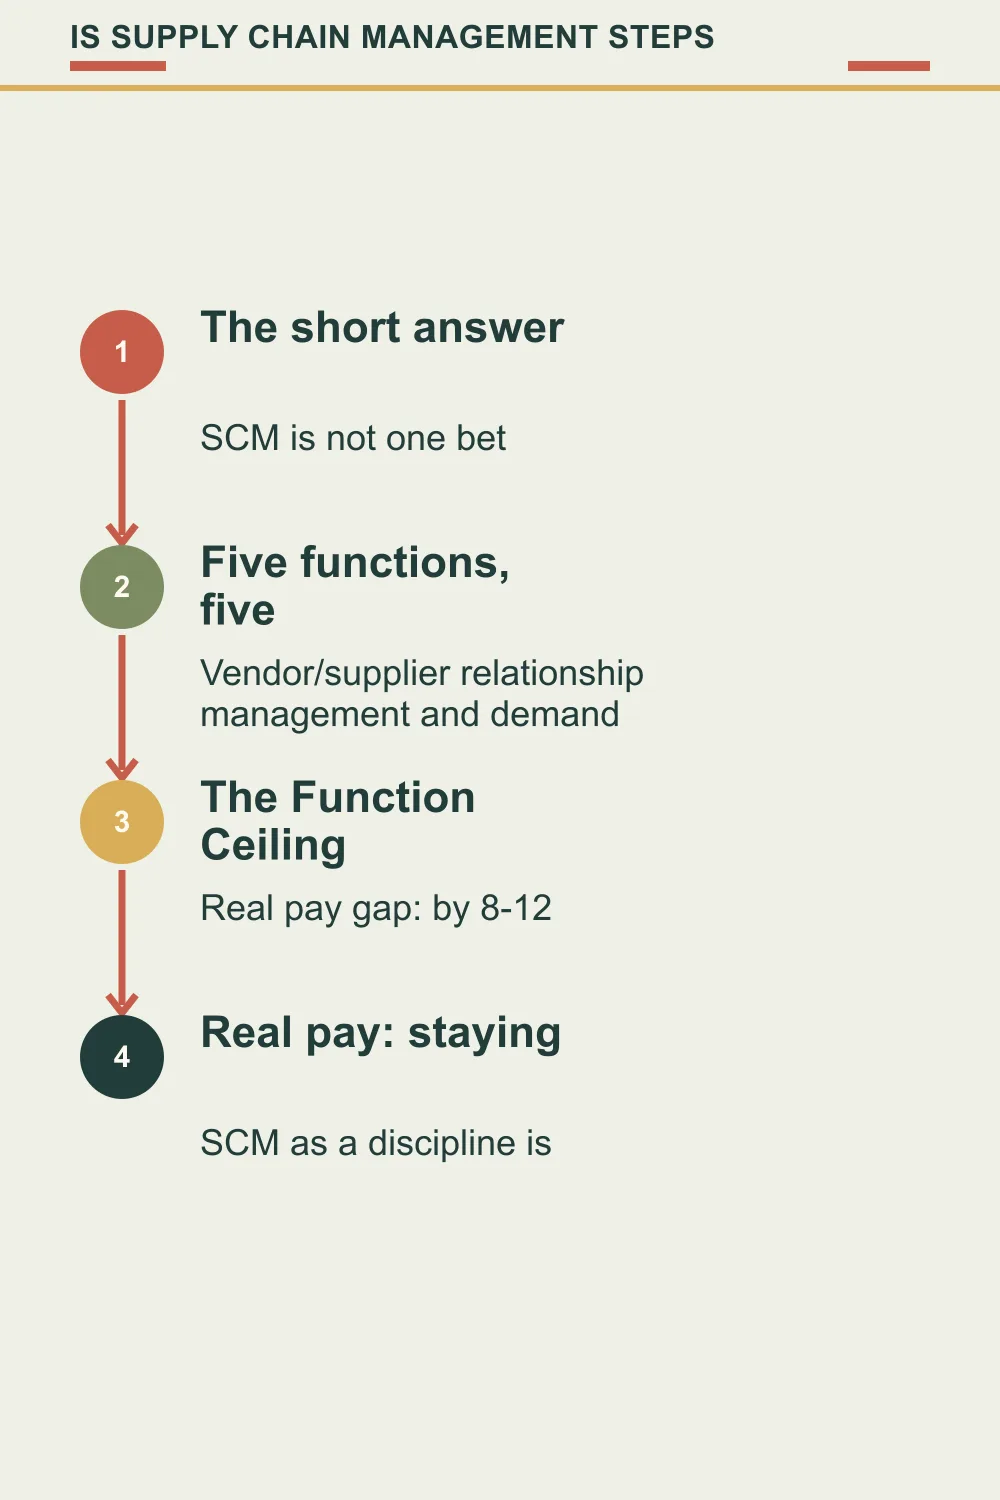 IS SUPPLY CHAIN MANAGEMENT STEPS
1
The short answer
SCM is not one bet
2
Five functions,
five
Vendor/supplier relationship
management and demand
3
The Function
Ceiling
Real pay gap: by 8-12
4
Real pay: staying
SCM as a discipline is